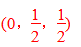 (0, 1/2, 1/2)